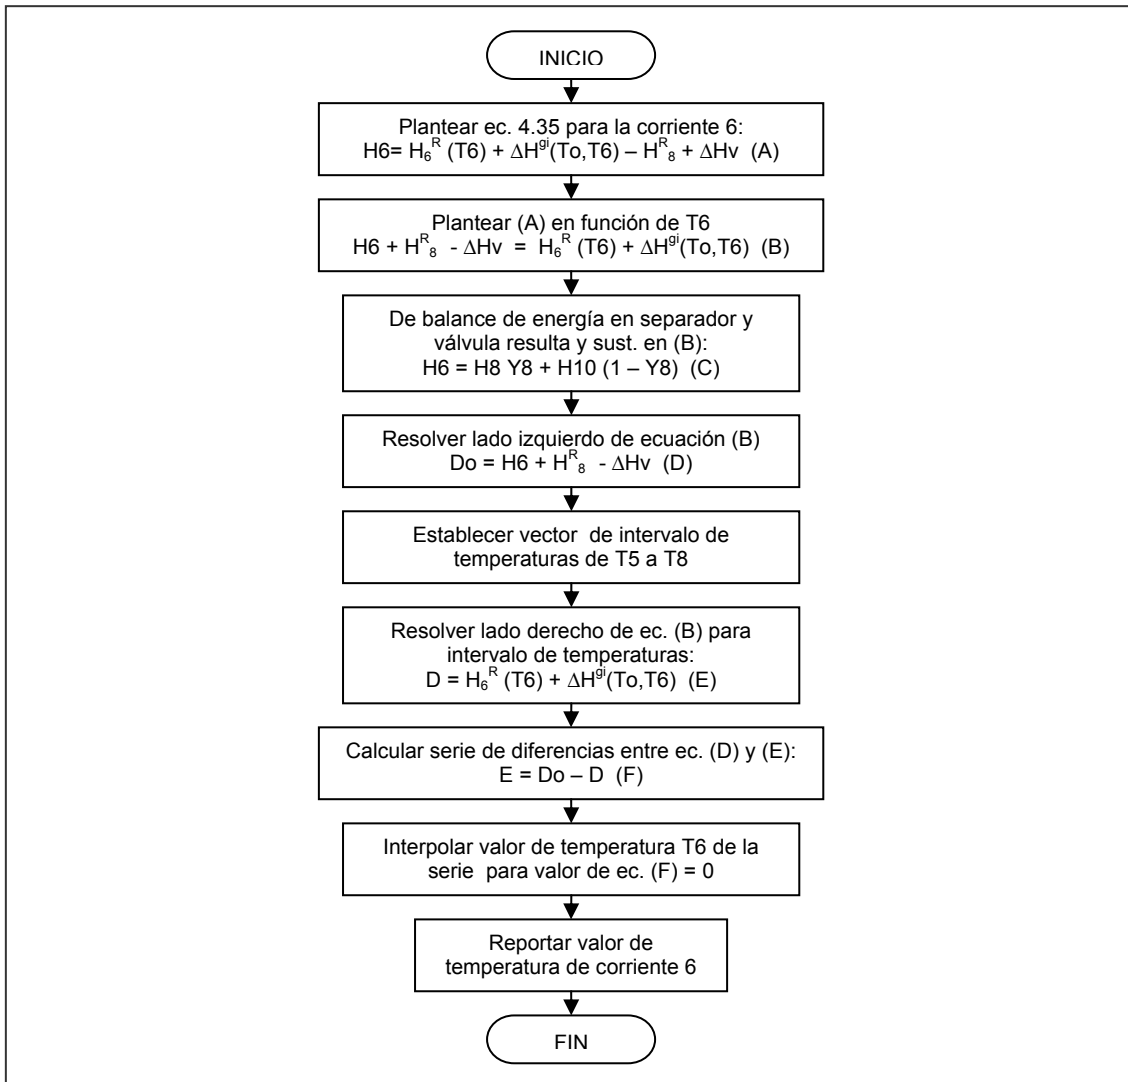 INICIO
Plantear ec. 4.35 para la corriente 6:
H6= H₆ᴿ (T6) + ΔHᵍⁱ(To,T6) – Hᴿ₈ + ΔHv (A)
Plantear (A) en función de T6
H6 + Hᴿ₈ - ΔHv = H₆ᴿ (T6) + ΔHᵍⁱ(To,T6) (B)
De balance de energía en separador y
válvula resulta y sust. en (B):
H6 = H8 Y8 + H10 (1 – Y8) (C)
Resolver lado izquierdo de ecuación (B)
Do = H6 + Hᴿ₈ - ΔHv (D)
Establecer vector de intervalo de
temperaturas de T5 a T8
Resolver lado derecho de ec. (B) para
intervalo de temperaturas:
D = H₆ᴿ (T6) + ΔHᵍⁱ(To,T6) (E)
Calcular serie de diferencias entre ec. (D) y (E):
E = Do – D (F)
Interpolar valor de temperatura T6 de la
serie para valor de ec. (F) = 0
Reportar valor de
temperatura de corriente 6
FIN